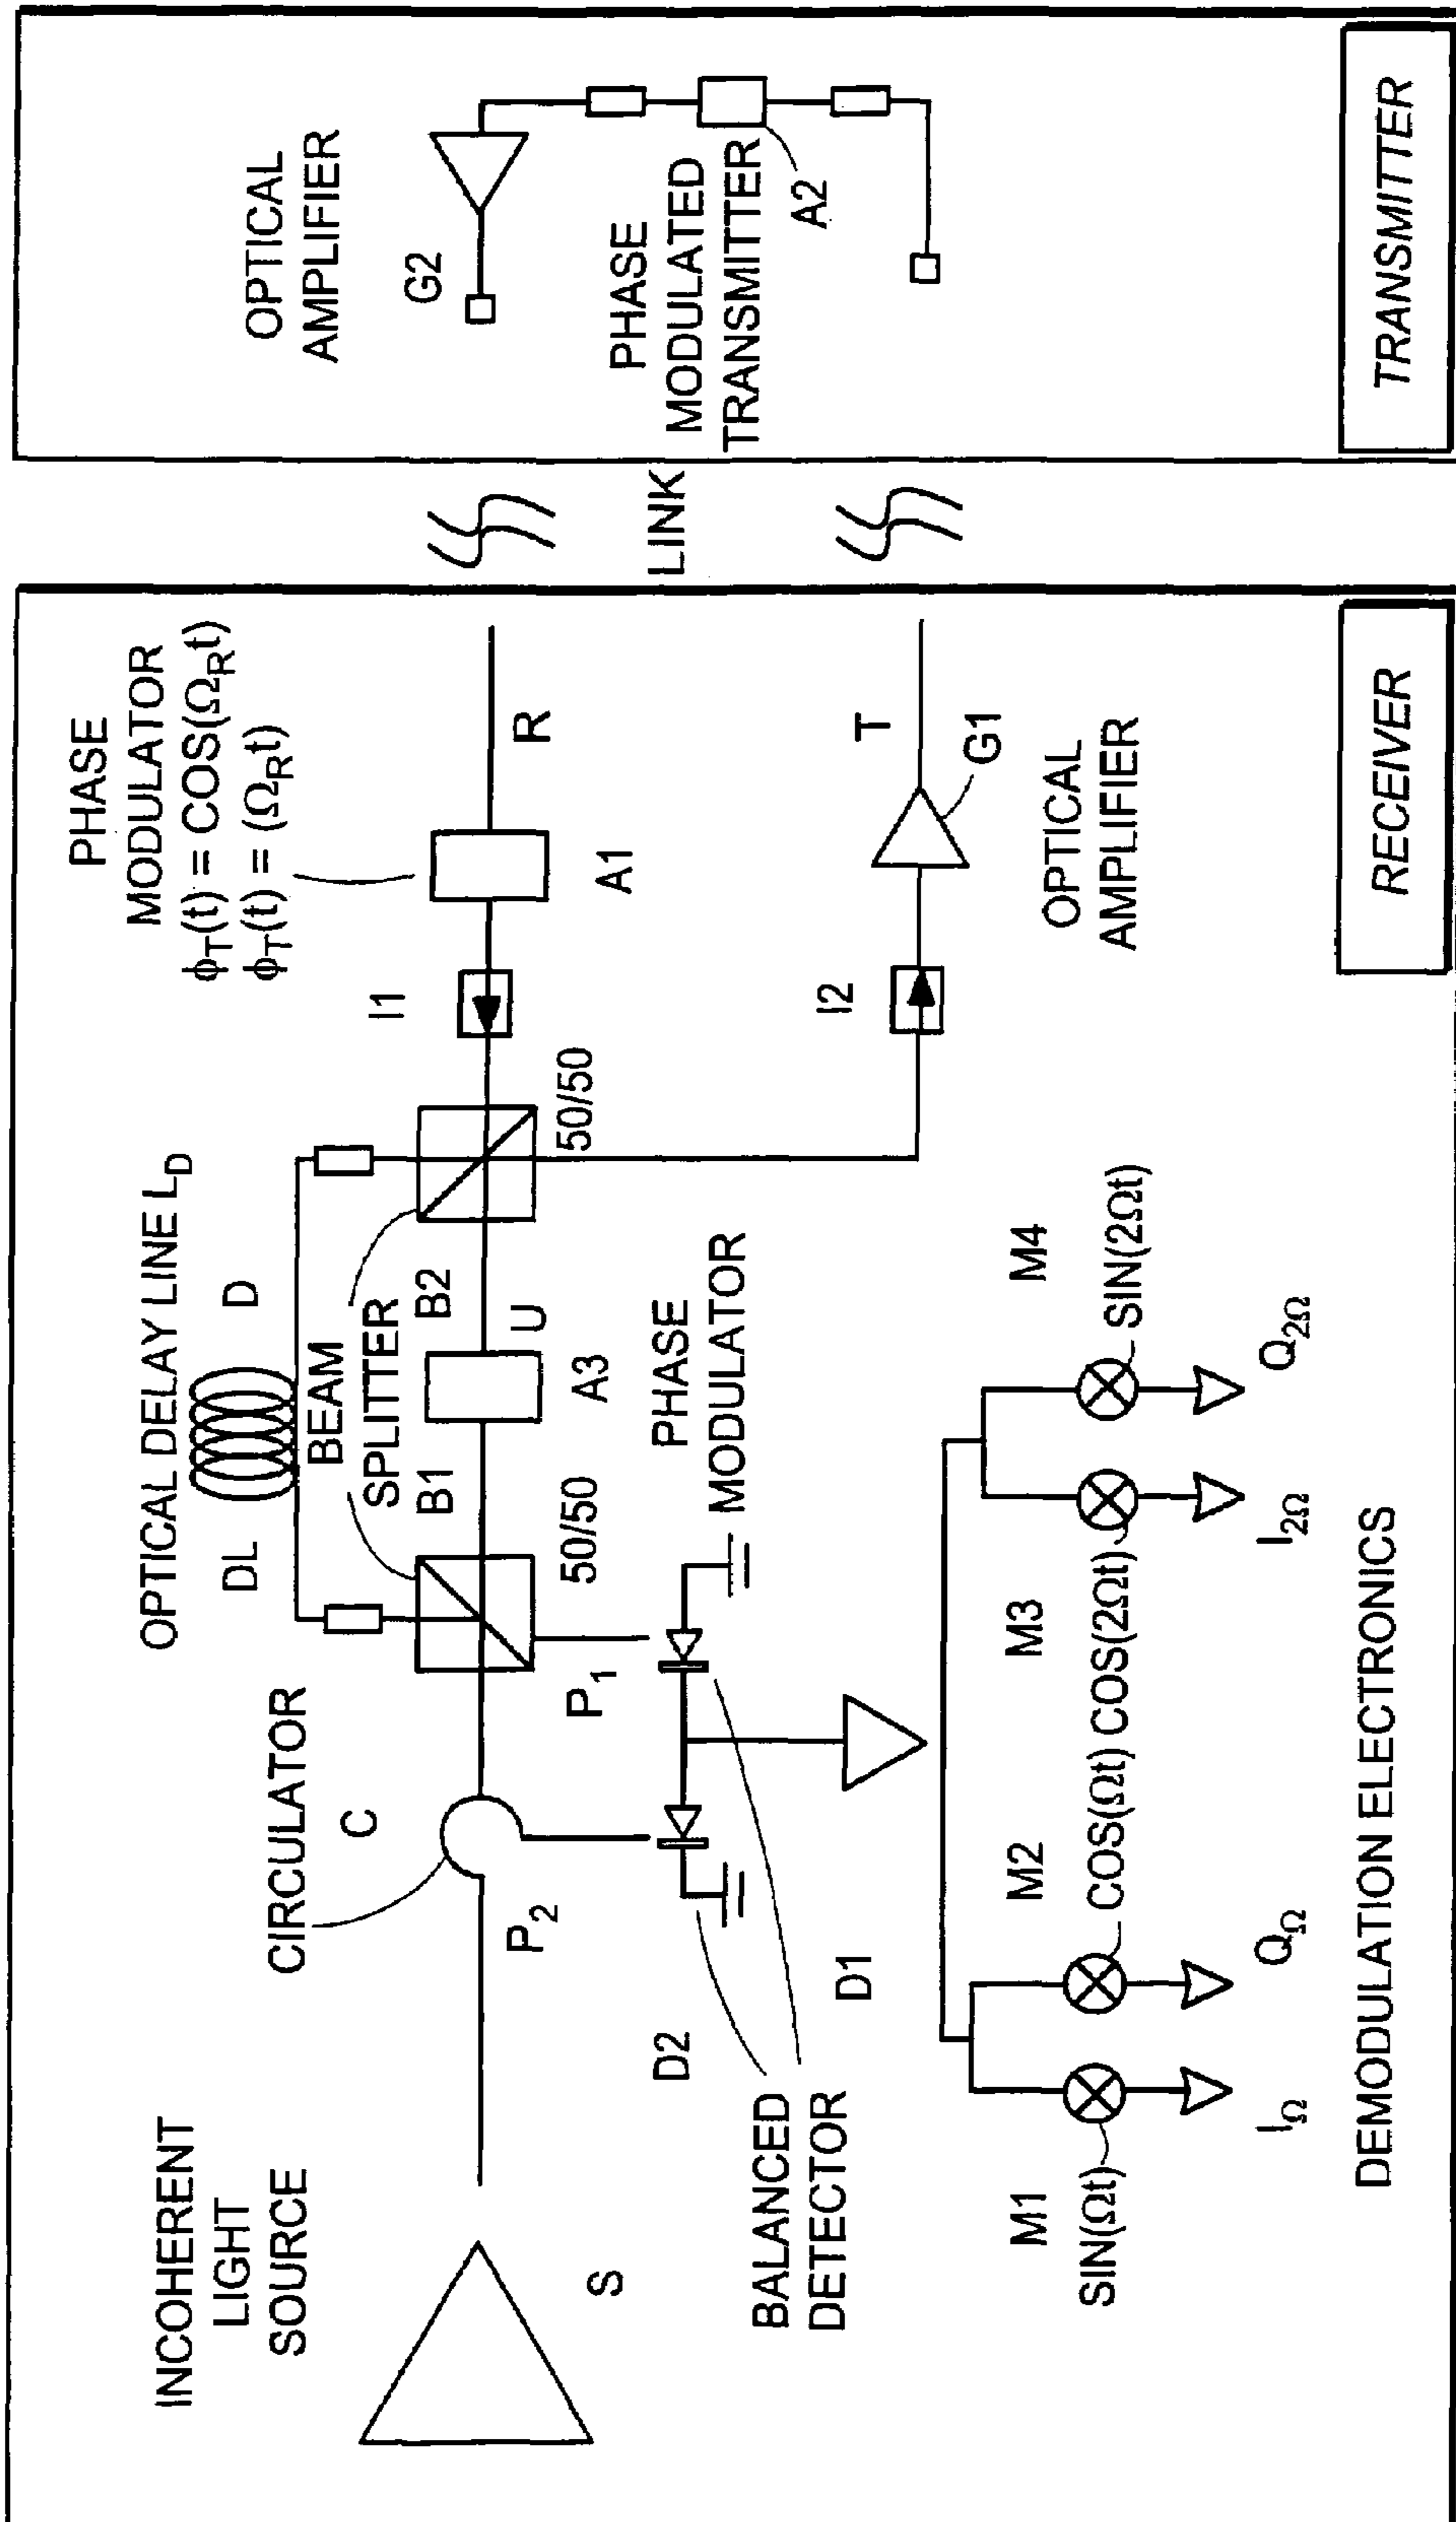 INCOHERENT
LIGHT
SOURCE
S
CIRCULATOR
C
P2
OPTICAL DELAY LINE LD
DL
D
BEAM
SPLITTER
B1
B2
50/50
50/50
U
A3
PHASE
MODULATOR
P1
I1
PHASE
MODULATOR
ϕT(t) = COS(ΩRt)
ϕT(t) = (ΩRt)
A1
R
I2
T
G1
OPTICAL
AMPLIFIER
BALANCED
DETECTOR
D2
D1
M1
SIN(Ωt)
M2
COS(Ωt)
M3
COS(2Ωt)
M4
SIN(2Ωt)
IΩ
QΩ
I2Ω
Q2Ω
DEMODULATION ELECTRONICS
RECEIVER
LINK
OPTICAL
AMPLIFIER
G2
PHASE
MODULATED
TRANSMITTER
A2
TRANSMITTER